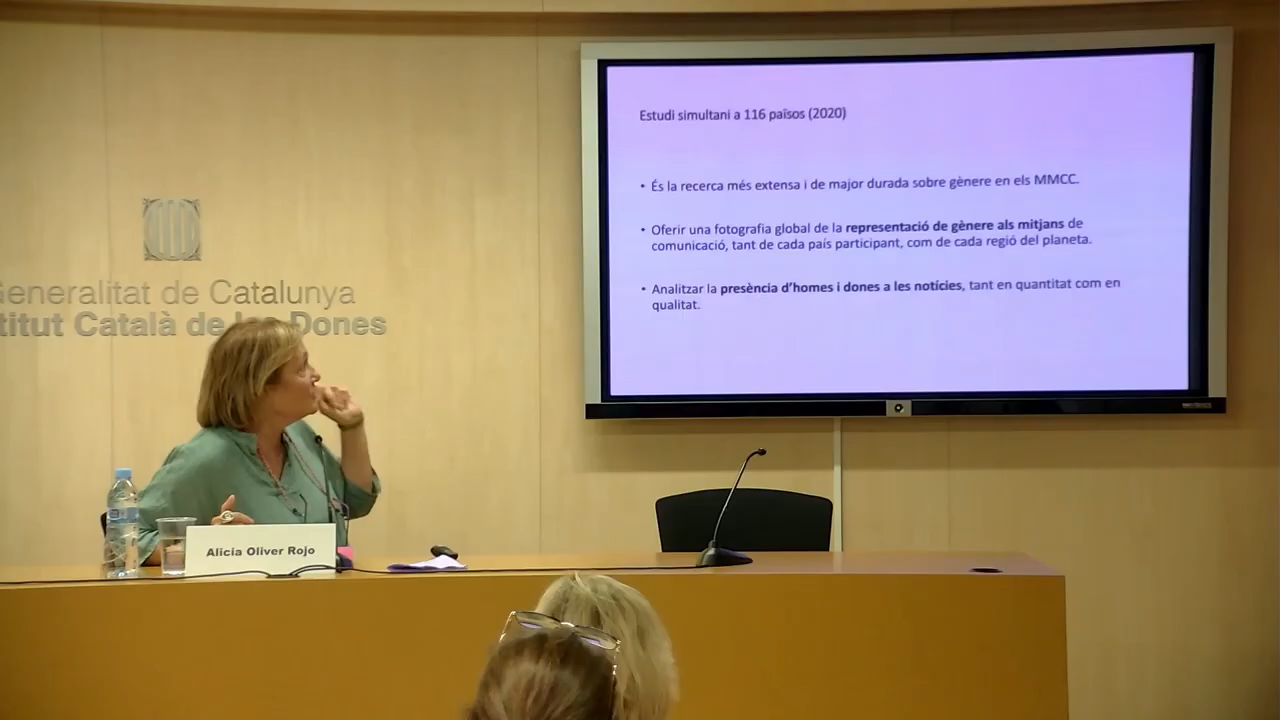 Estudi simultani a 116 països (2020)
• És la recerca més extensa i de major durada sobre gènere en els MMCC.
• Oferir una fotografia global de la representació de gènere als mitjans de
comunicació, tant de cada país participant, com de cada regió del planeta.
• Analitzar la presència d'homes i dones a les notícies, tant en quantitat com en
qualitat.
Generalitat de Catalunya
Català de Dones
Alicia Oliver Rojo